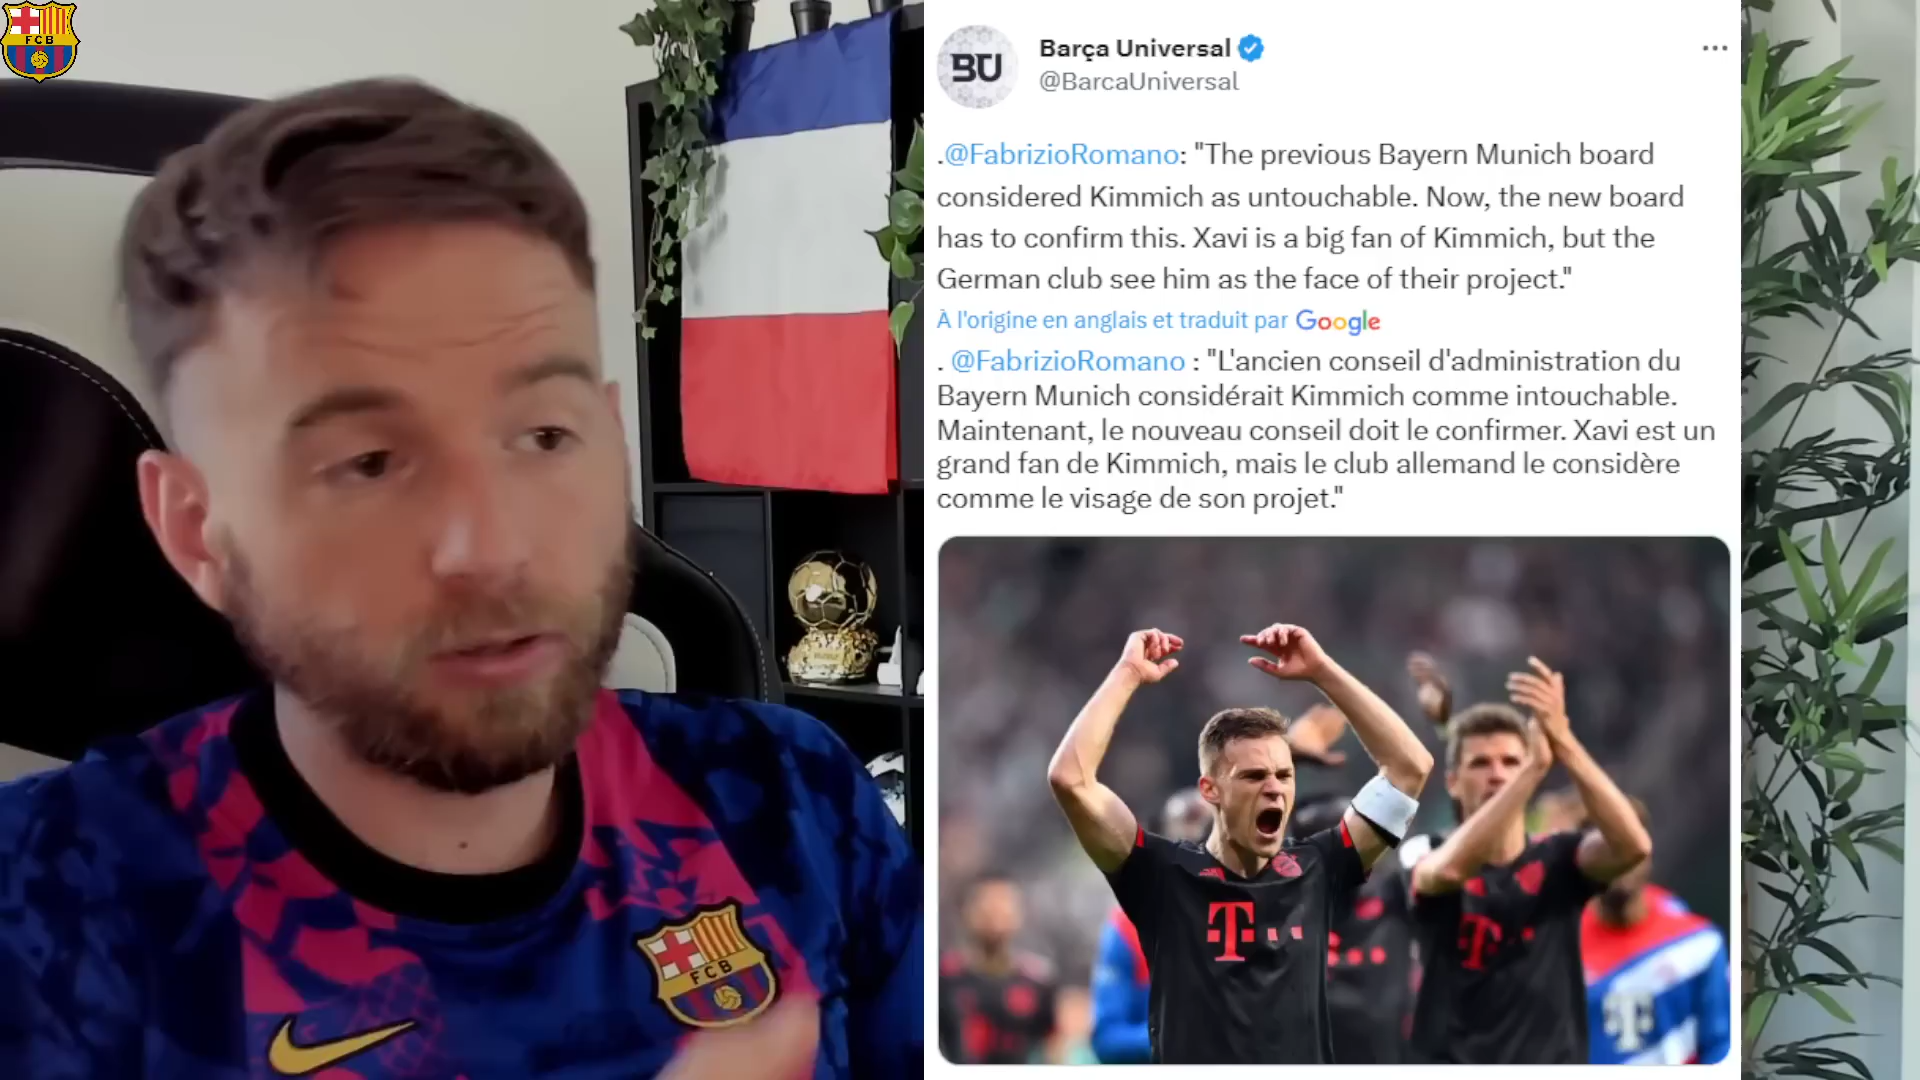 FCB
BU
Barça Universal
@BarcaUniversal
.@FabrizioRomano: "The previous Bayern Munich board
considered Kimmich as untouchable. Now, the new board
has to confirm this. Xavi is a big fan of Kimmich, but the
German club see him as the face of their project."
À l'origine en anglais et traduit par Google
. @FabrizioRomano : "L'ancien conseil d'administration du
Bayern Munich considérait Kimmich comme intouchable.
Maintenant, le nouveau conseil doit le confirmer. Xavi est un
grand fan de Kimmich, mais le club allemand le considère
comme le visage de son projet."
FCB
T
T
T